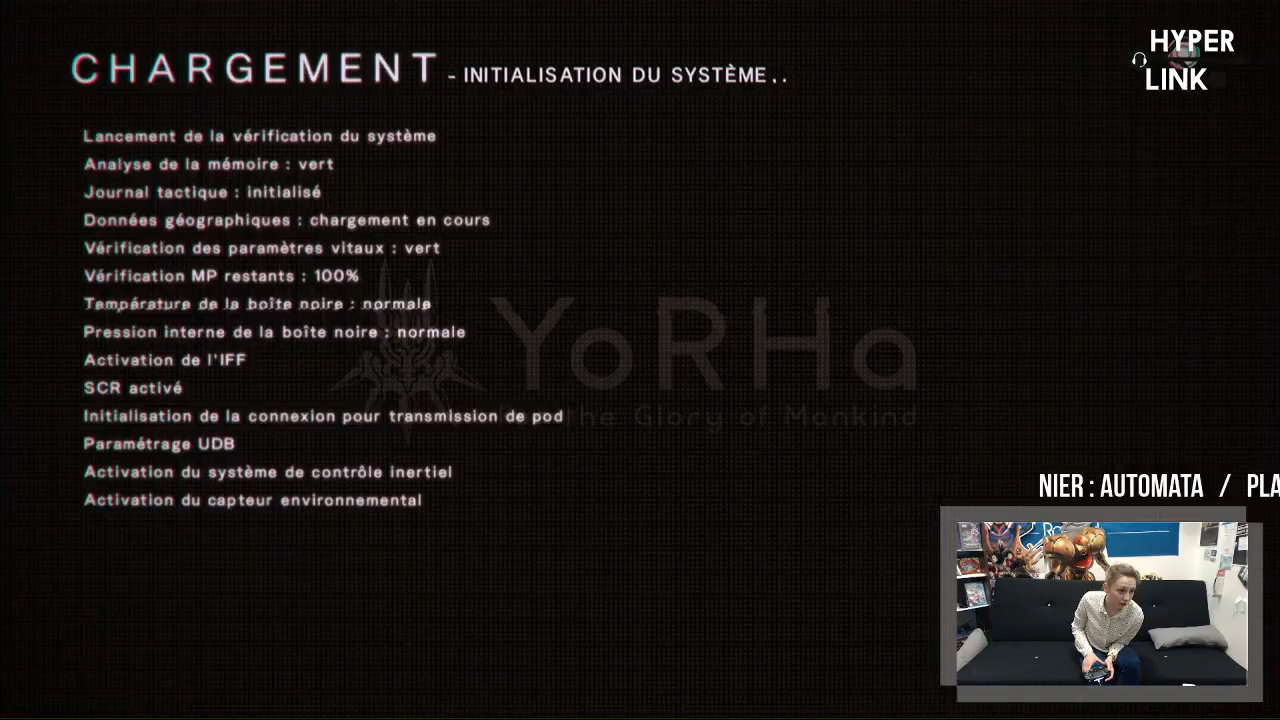 CHARGEMENT - INITIALISATION DU SYSTÈME..
HYPER
LINK
Lancement de la vérification du système
Analyse de la mémoire : vert
Journal tactique : initialisé
Données géographiques : chargement en cours
Vérification des paramètres vitaux : vert
Vérification MP restants : 100%
Température de la boîte noire : normale
Pression interne de la boîte noire : normale
Activation de l'IFF
SCR activé
Initialisation de la connexion pour transmission de pod
Paramétrage UDB
Activation du système de contrôle inertiel
Activation du capteur environnemental
YoRHa
the Glory of Mankind
NIER : AUTOMATA / PLA